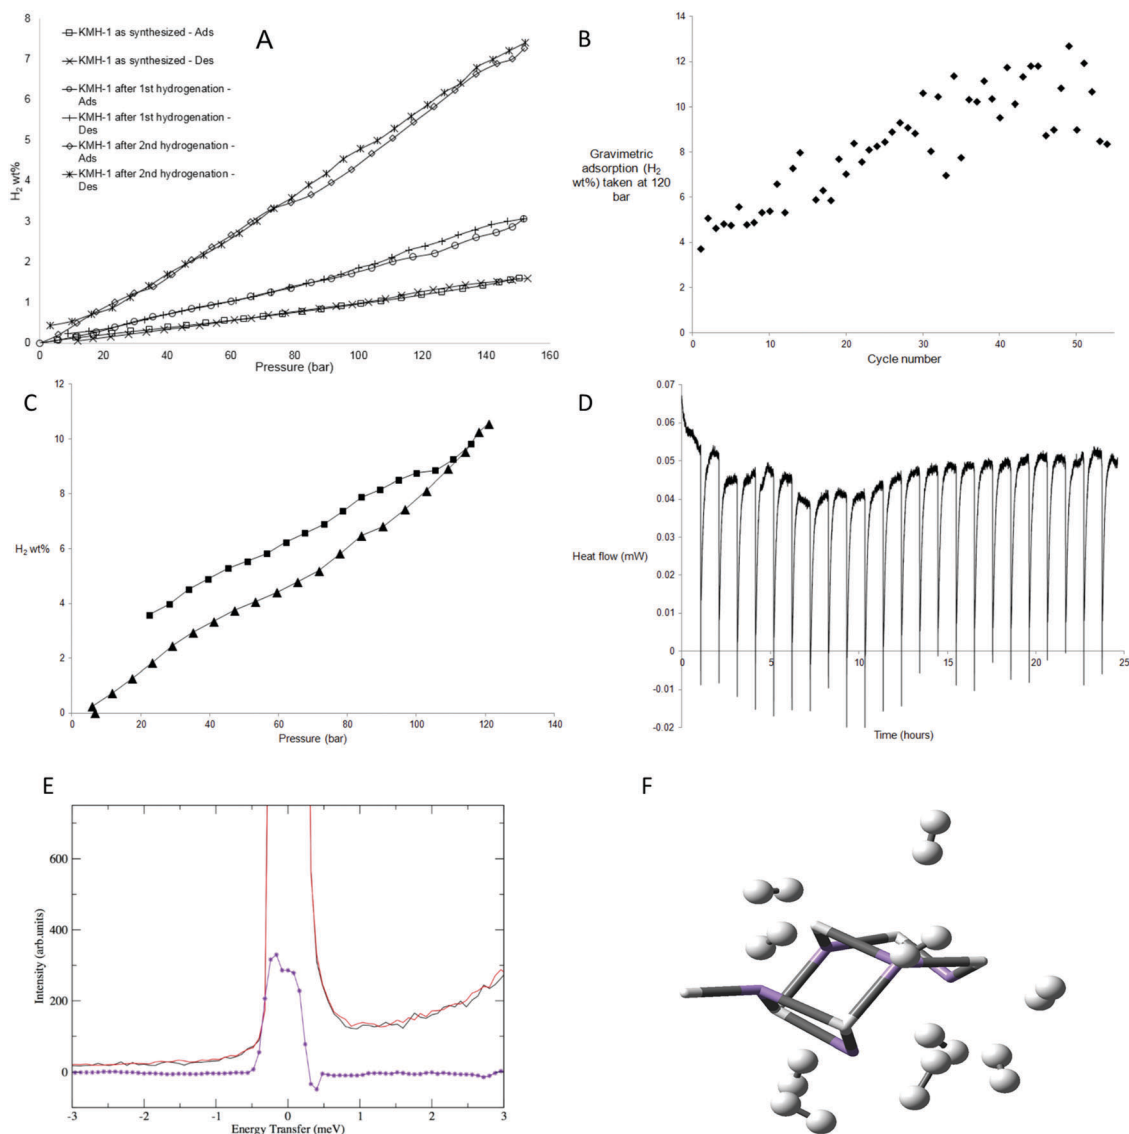 A
8
7
6
5
4
3
2
1
0
H2 wt%
KMH-1 as synthesized - Ads
KMH-1 as synthesized - Des
KMH-1 after 1st hydrogenation -
Ads
KMH-1 after 1st hydrogenation -
Des
KMH-1 after 2nd hydrogenation -
Ads
KMH-1 after 2nd hydrogenation -
Des
0 20 40 60 80 100 120 140 160
Pressure (bar)
B
14
12
10
8
6
4
2
0
Gravimetric
adsorption (H2
wt%) taken at 120
bar
0 10 20 30 40 50
Cycle number
C
12
10
8
6
4
2
0
H2 wt%
0 20 40 60 80 100 120 140
Pressure (bar)
D
0.07
0.06
0.05
0.04
0.03
0.02
0.01
0
-0.01
-0.02
Heat flow (mW)
0 5 10 15 20 25
Time (hours)
E
600
400
200
0
Intensity (arb.units)
-3 -2 -1 0 1 2 3
Energy Transfer (meV)
F